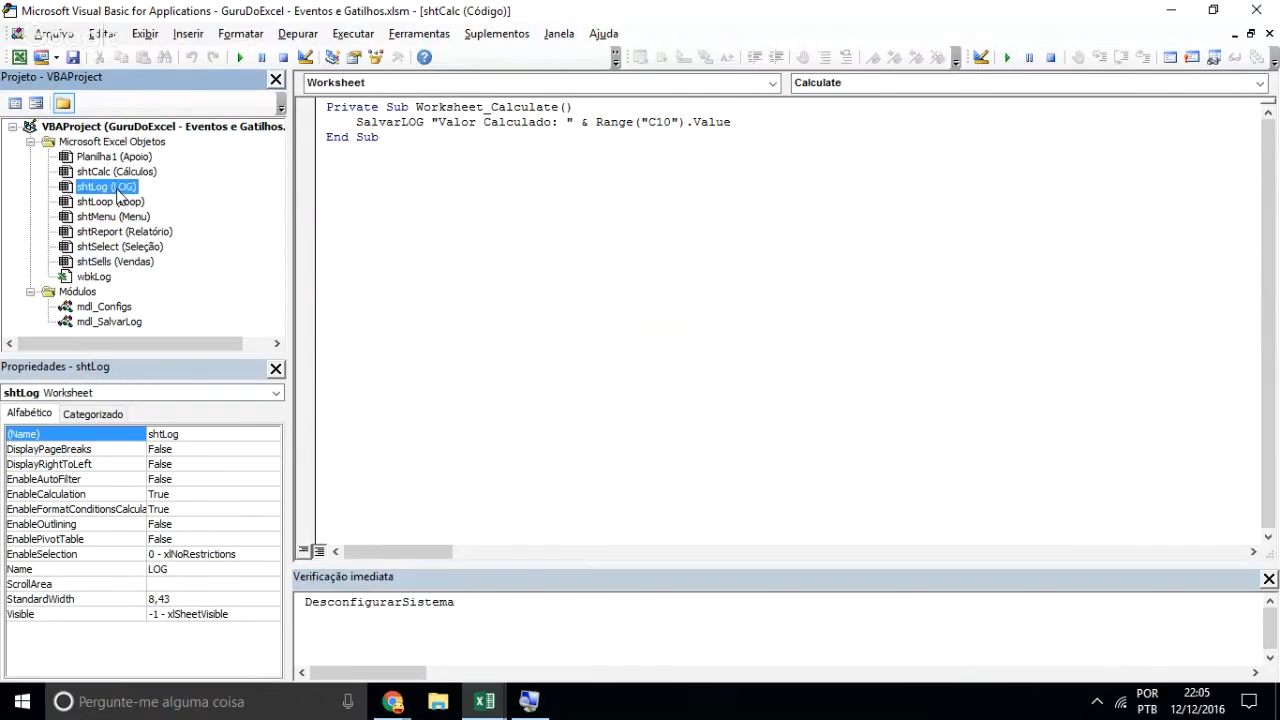 Microsoft Visual Basic for Applications - GuruDoExcel - Eventos e Gatilhos.xlsm - [shtCalc (Código)]
Arquivo Editar Exibir Inserir Formatar Depurar Executar Ferramentas Suplementos Janela Ajuda
Projeto - VBAProject
VBAProject (GuruDoExcel - Eventos e Gatilhos.
Microsoft Excel Objetos
Planilha1 (Apoio)
shtCalc (Cálculos)
shtLog (LOG)
shtLoop (Loop)
shtMenu (Menu)
shtReport (Relatório)
shtSelect (Seleção)
shtSells (Vendas)
wbkLog
Módulos
mdl_Configs
mdl_SalvarLog
Propriedades - shtLog
shtLog Worksheet
Alfabético Categorizado
(Name) shtLog
DisplayPageBreaks False
DisplayRightToLeft False
EnableAutoFilter False
EnableCalculation True
EnableFormatConditionsCalcula True
EnableOutlining False
EnablePivotTable False
EnableSelection 0 - xlNoRestrictions
Name LOG
ScrollArea
StandardWidth 8,43
Visible -1 - xlSheetVisible
Worksheet Calculate
Private Sub Worksheet_Calculate()
SalvarLOG "Valor Calculado: " & Range("C10").Value
End Sub
Verificação imediata
DesconfigurarSistema
Pergunte-me alguma coisa
POR 22:05
PTB 12/12/2016